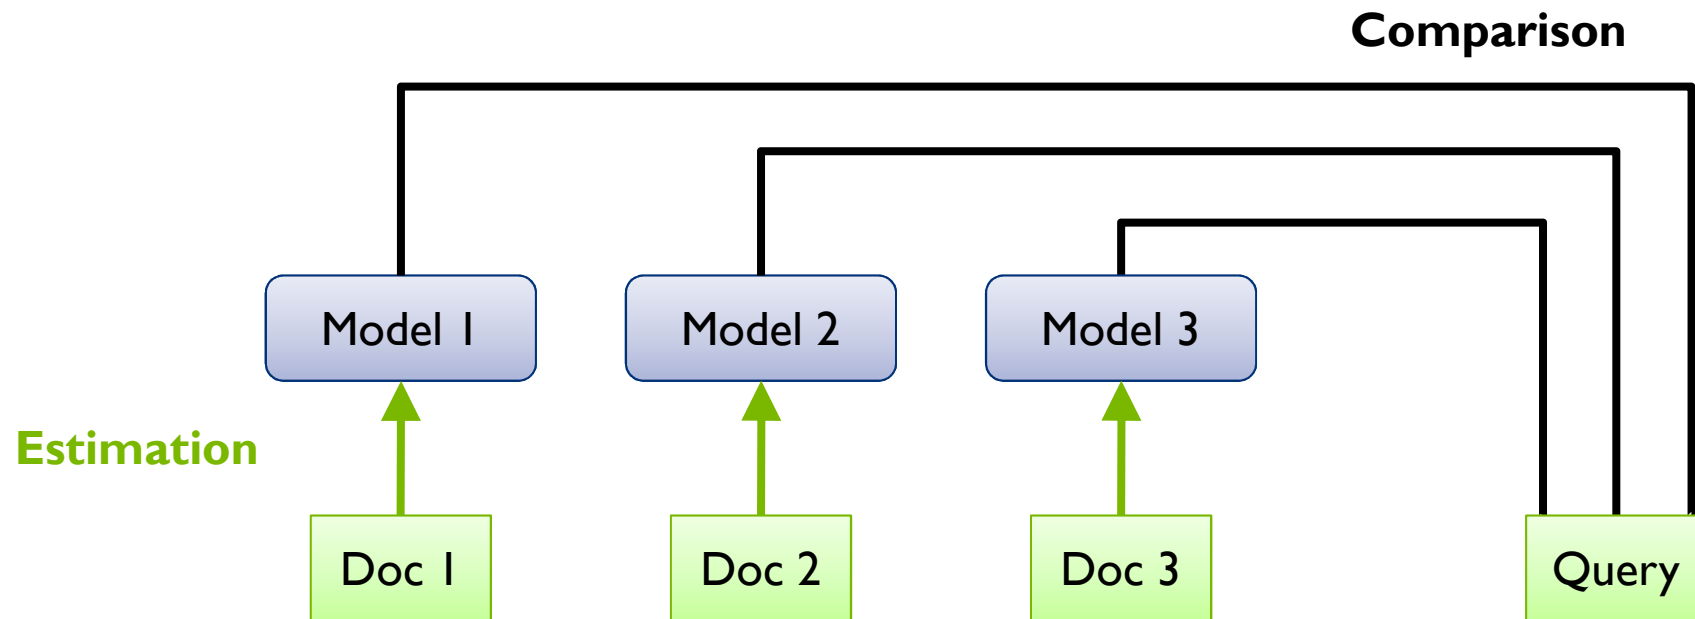 Comparison
Model 1
Model 2
Model 3
Estimation
Doc 1
Doc 2
Doc 3
Query